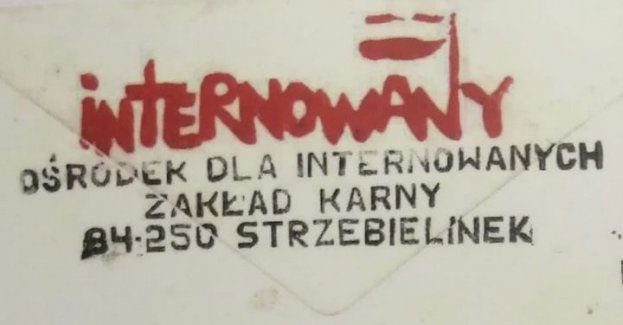 iNTERNOWANY
OŚRODEK DLA INTERNOWANYCH
ZAKŁAD KARNY
84-250 STRZEBIELINEK